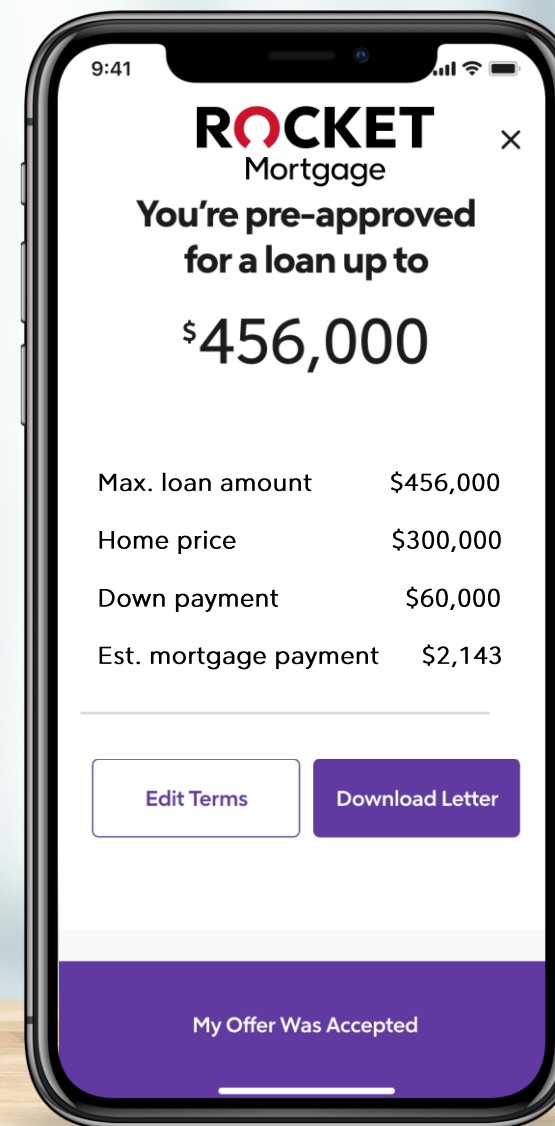 9:41
ROCKET
Mortgage
You're pre-approved
for a loan up to
$456,000
Max. loan amount $456,000
Home price $300,000
Down payment $60,000
Est. mortgage payment $2,143
Edit Terms Download Letter
My Offer Was Accepted